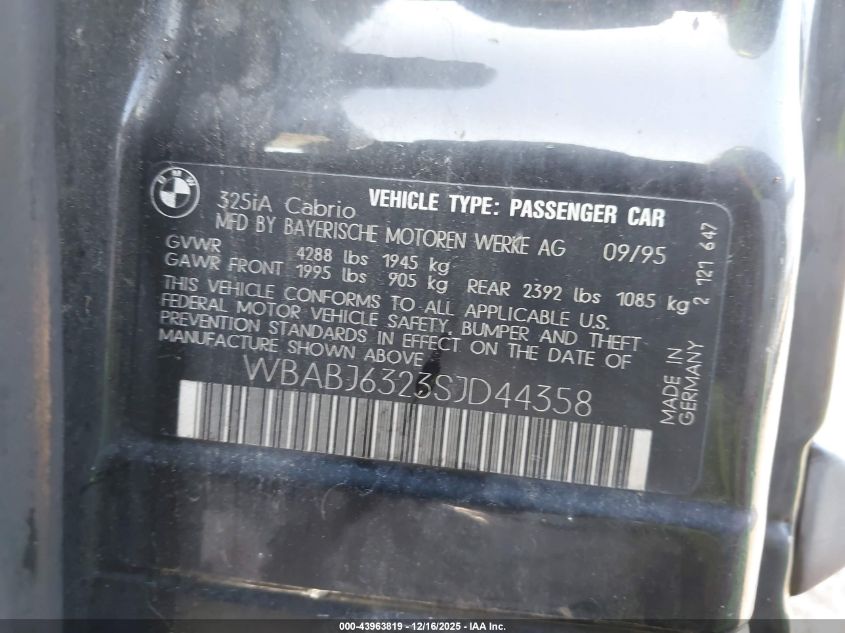 BMW
325iA Cabrio VEHICLE TYPE: PASSENGER CAR
MFD BY BAYERISCHE MOTOREN WERKE AG 09/95
GVWR 4288 lbs 1945 kg
GAWR FRONT 1995 lbs 905 kg REAR 2392 lbs 1085 kg
THIS VEHICLE CONFORMS TO ALL APPLICABLE U.S.
FEDERAL MOTOR VEHICLE SAFETY, BUMPER AND THEFT
PREVENTION STANDARDS IN EFFECT ON THE DATE OF
MANUFACTURE SHOWN ABOVE
WBABJ6323SJD44358
MADE IN
GERMANY
2 121 647
000-43963819 - 12/16/2025 - IAA Inc.